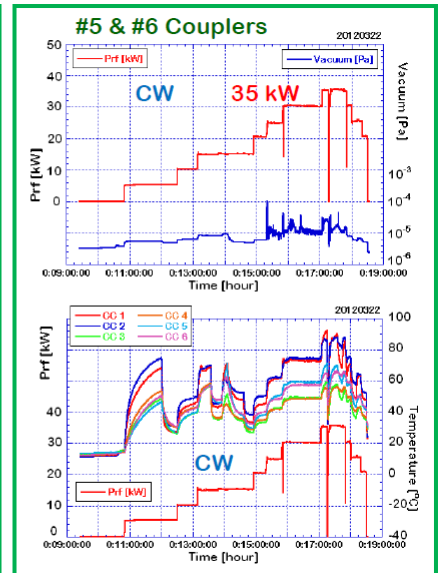 #5 & #6 Couplers
20120322
Prf [kW]
Vacuum [Pa]
CW
35 kW
50
40
30
20
10
0
Prf [kW]
10-3
10-4
10-5
10-6
Vacuum [Pa]
0:09:00:00 0:11:00:00 0:13:00:00 0:15:00:00 0:17:00:00 0:19:00:00
Time [hour]
20120322
CC 1 CC 4
CC 2 CC 5
CC 3 CC 6
CW
Prf [kW]
40
30
20
10
0
Prf [kW]
100
80
60
40
20
0
-20
-40
Temperature [°C]
0:09:00:00 0:11:00:00 0:13:00:00 0:15:00:00 0:17:00:00 0:19:00:00
Time [hour]